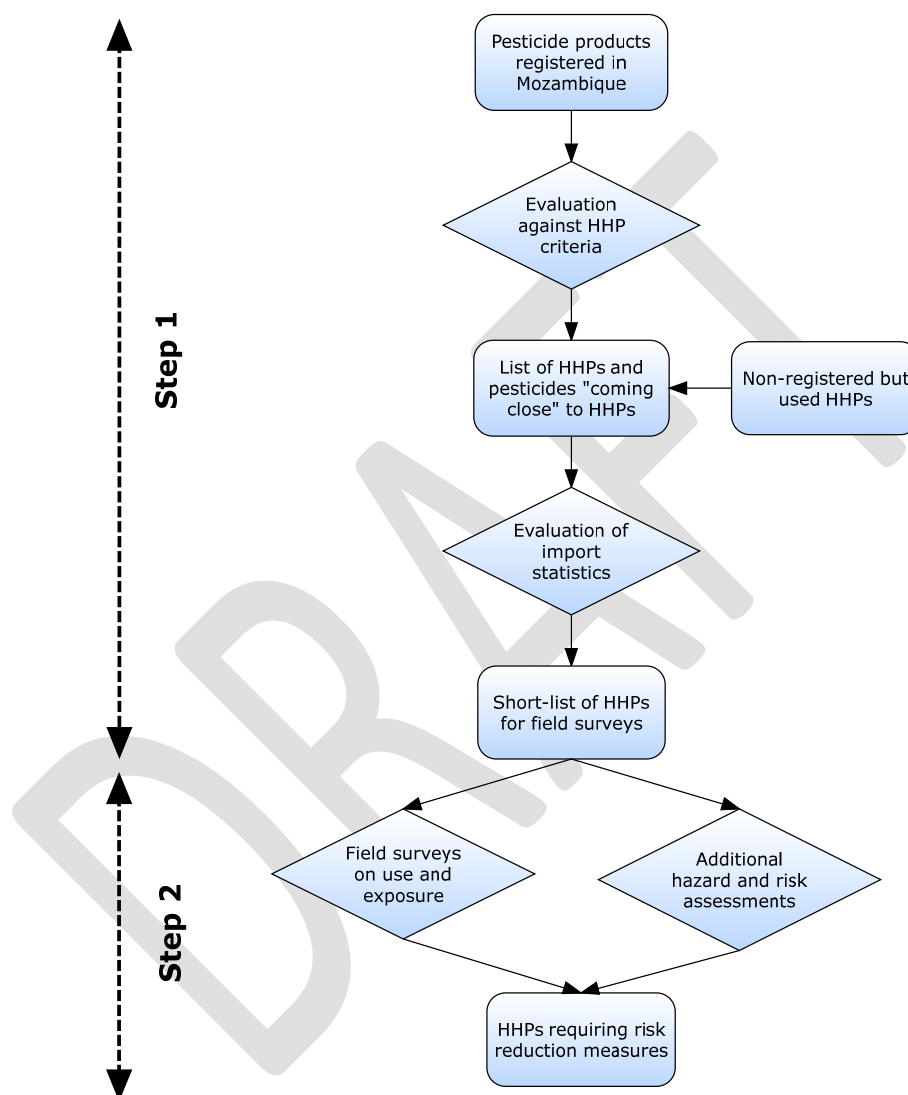 Pesticide products
registered in
Mozambique
Evaluation
against HHP
criteria
Step 1
List of HHPs and
pesticides "coming
close" to HHPs
Non-registered but
used HHPs
Evaluation of
import
statistics
Short-list of HHPs
for field surveys
Step 2
Field surveys
on use and
exposure
Additional
hazard and risk
assessments
HHPs requiring risk
reduction measures
DRAFT